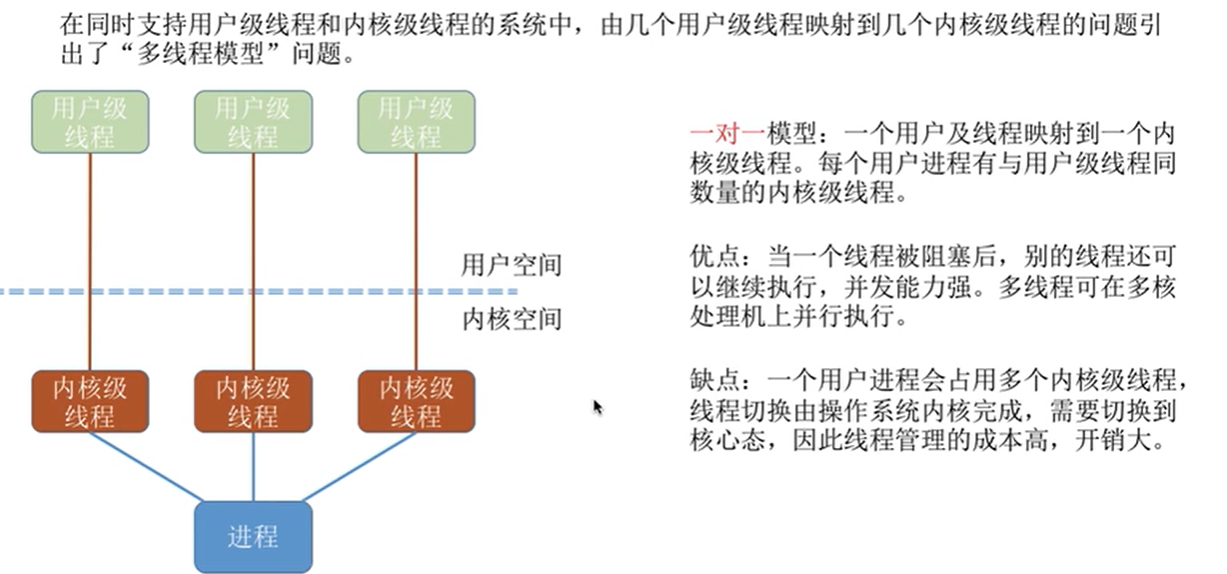 在同时支持用户级线程和内核级线程的系统中，由几个用户级线程映射到几个内核级线程的问题引
出了“多线程模型”问题。
用户级
线程
用户级
线程
用户级
线程
一对一模型：一个用户及线程映射到一个内
核级线程。每个用户进程有与用户级线程同
数量的内核级线程。
优点：当一个线程被阻塞后，别的线程还可
以继续执行，并发能力强。多线程可在多核
处理机上并行执行。
用户空间
内核空间
内核级
线程
内核级
线程
内核级
线程
缺点：一个用户进程会占用多个内核级线程，
线程切换由操作系统内核完成，需要切换到
核心态，因此线程管理的成本高，开销大。
进程